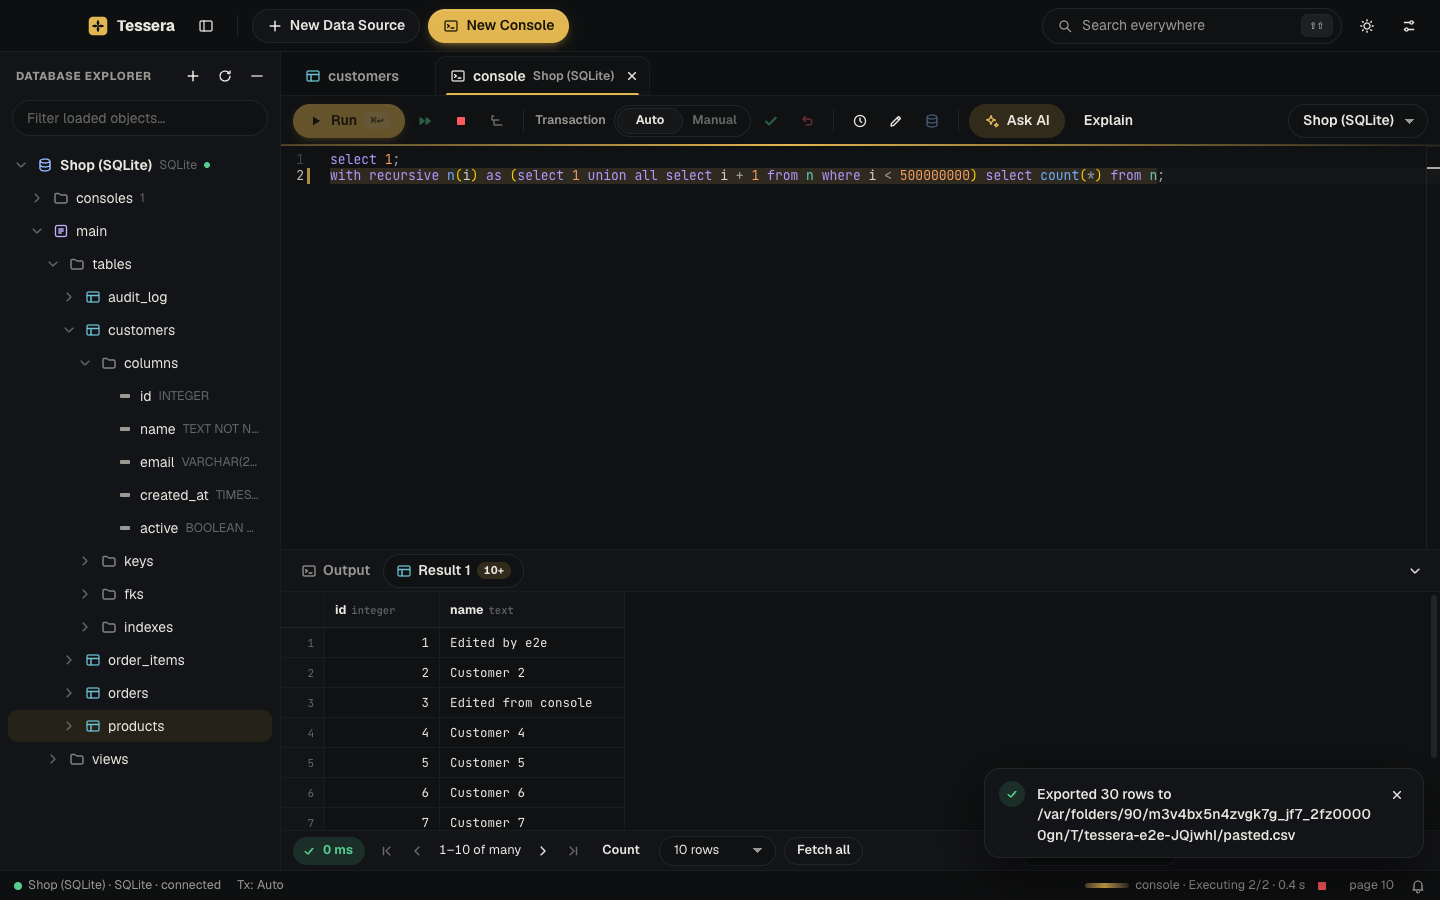 Tessera
New Data Source
New Console
Search everywhere
⇧⇧
DATABASE EXPLORER
Filter loaded objects…
Shop (SQLite) SQLite
consoles 1
main
tables
audit_log
customers
columns
id INTEGER
name TEXT NOT N…
email VARCHAR(2…
created_at TIMES…
active BOOLEAN …
keys
fks
indexes
order_items
orders
products
views
customers
console Shop (SQLite)
Run ⌘↵
Transaction
Auto
Manual
Ask AI
Explain
Shop (SQLite)
1 select 1;
2 with recursive n(i) as (select 1 union all select i + 1 from n where i < 500000000) select count(*) from n;
Output
Result 1 10+
id integer name text
1 1 Edited by e2e
2 2 Customer 2
3 3 Edited from console
4 4 Customer 4
5 5 Customer 5
6 6 Customer 6
7 7 Customer 7
Exported 30 rows to
/var/folders/90/m3v4bx5n4zvgk7g_jf7_2fz0000
0gn/T/tessera-e2e-JQjwhI/pasted.csv
0 ms
1–10 of many
Count
10 rows
Fetch all
Shop (SQLite) · SQLite · connected
Tx: Auto
console · Executing 2/2 · 0.4 s
page 10